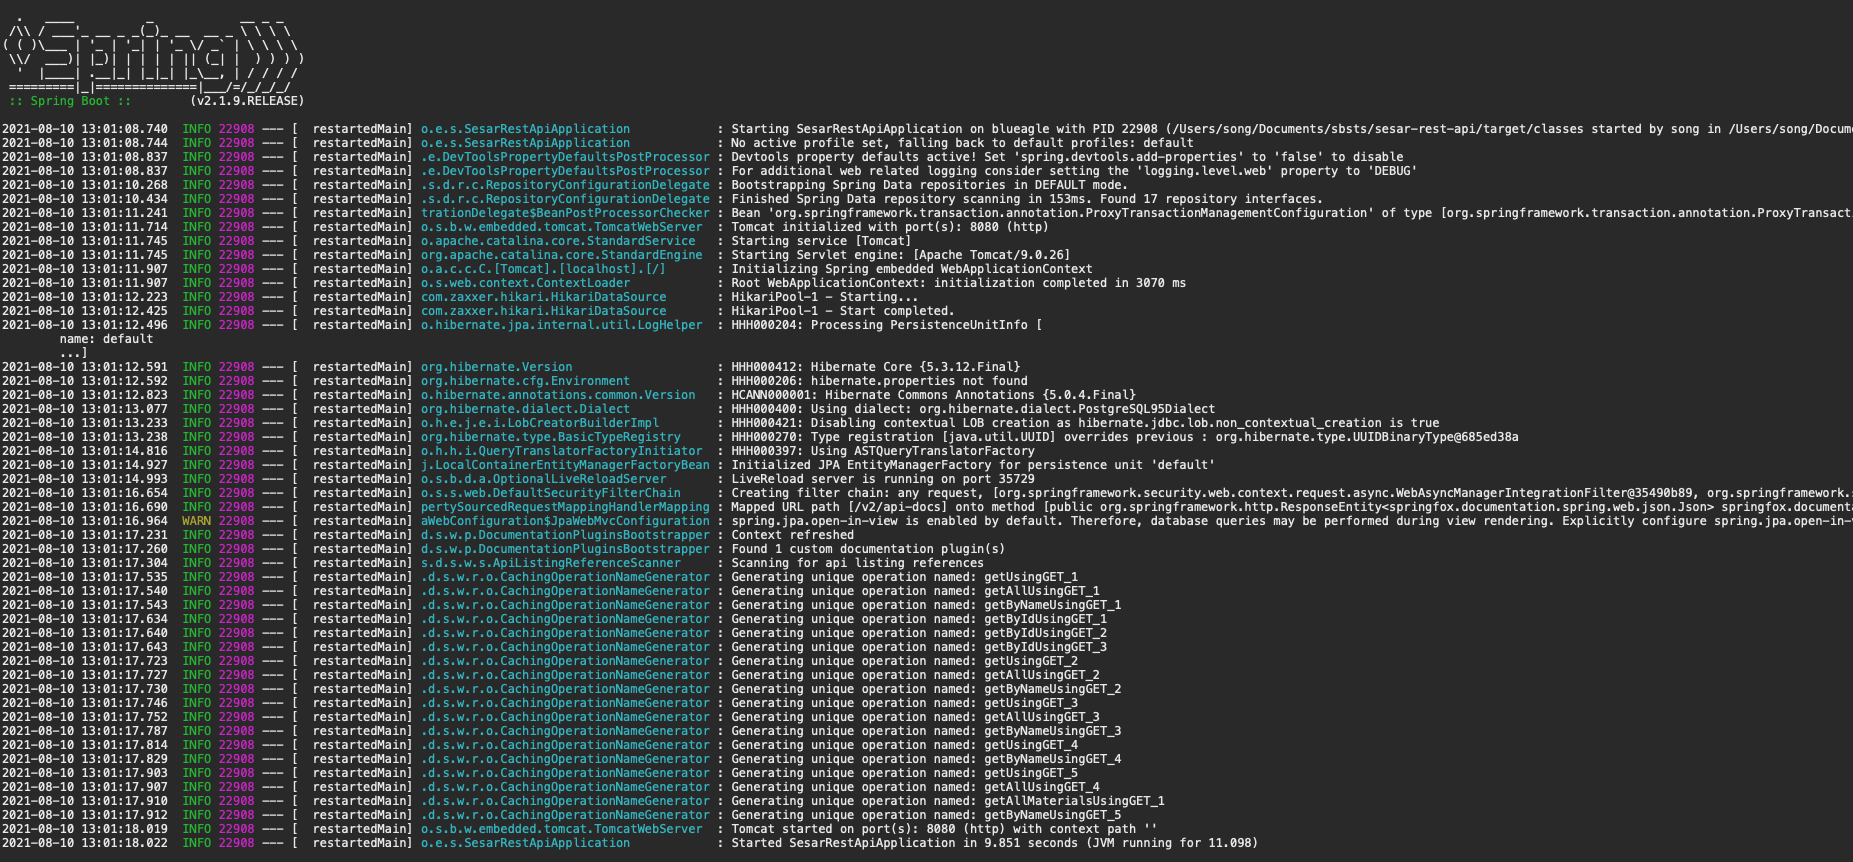 .   ____          _            __ _ _
 /\\ / ___'_ __ _ _(_)_ __  __ _ \ \ \ \
( ( )\___ | '_ | '_| | '_ \/ _` | \ \ \ \
 \\/  ___)| |_)| | | | | || (_| |  ) ) ) )
  '  |____| .__|_| |_|_| |_\__, | / / / /
 =========|_|==============|___/=/_/_/_/
 :: Spring Boot ::        (v2.1.9.RELEASE)
2021-08-10 13:01:08.740  INFO 22908 --- [  restartedMain] o.e.s.SesarRestApiApplication            : Starting SesarRestApiApplication on blueagle with PID 22908 (/Users/song/Documents/sbsts/sesar-rest-api/target/classes started by song in /Users/song/Docum
2021-08-10 13:01:08.744  INFO 22908 --- [  restartedMain] o.e.s.SesarRestApiApplication            : No active profile set, falling back to default profiles: default
2021-08-10 13:01:08.837  INFO 22908 --- [  restartedMain] .e.DevToolsPropertyDefaultsPostProcessor : Devtools property defaults active! Set 'spring.devtools.add-properties' to 'false' to disable
2021-08-10 13:01:08.837  INFO 22908 --- [  restartedMain] .e.DevToolsPropertyDefaultsPostProcessor : For additional web related logging consider setting the 'logging.level.web' property to 'DEBUG'
2021-08-10 13:01:10.268  INFO 22908 --- [  restartedMain] .s.d.r.c.RepositoryConfigurationDelegate : Bootstrapping Spring Data repositories in DEFAULT mode.
2021-08-10 13:01:10.434  INFO 22908 --- [  restartedMain] .s.d.r.c.RepositoryConfigurationDelegate : Finished Spring Data repository scanning in 153ms. Found 17 repository interfaces.
2021-08-10 13:01:11.241  INFO 22908 --- [  restartedMain] trationDelegate$BeanPostProcessorChecker : Bean 'org.springframework.transaction.annotation.ProxyTransactionManagementConfiguration' of type [org.springframework.transaction.annotation.ProxyTransact
2021-08-10 13:01:11.714  INFO 22908 --- [  restartedMain] o.s.b.w.embedded.tomcat.TomcatWebServer  : Tomcat initialized with port(s): 8080 (http)
2021-08-10 13:01:11.745  INFO 22908 --- [  restartedMain] o.apache.catalina.core.StandardService   : Starting service [Tomcat]
2021-08-10 13:01:11.745  INFO 22908 --- [  restartedMain] org.apache.catalina.core.StandardEngine  : Starting Servlet engine: [Apache Tomcat/9.0.26]
2021-08-10 13:01:11.907  INFO 22908 --- [  restartedMain] o.a.c.c.C.[Tomcat].[localhost].[/]       : Initializing Spring embedded WebApplicationContext
2021-08-10 13:01:11.907  INFO 22908 --- [  restartedMain] o.s.web.context.ContextLoader            : Root WebApplicationContext: initialization completed in 3070 ms
2021-08-10 13:01:12.223  INFO 22908 --- [  restartedMain] com.zaxxer.hikari.HikariDataSource       : HikariPool-1 - Starting...
2021-08-10 13:01:12.425  INFO 22908 --- [  restartedMain] com.zaxxer.hikari.HikariDataSource       : HikariPool-1 - Start completed.
2021-08-10 13:01:12.496  INFO 22908 --- [  restartedMain] o.hibernate.jpa.internal.util.LogHelper  : HHH000204: Processing PersistenceUnitInfo [
        name: default
        ...]
2021-08-10 13:01:12.591  INFO 22908 --- [  restartedMain] org.hibernate.Version                    : HHH000412: Hibernate Core {5.3.12.Final}
2021-08-10 13:01:12.592  INFO 22908 --- [  restartedMain] org.hibernate.cfg.Environment            : HHH000206: hibernate.properties not found
2021-08-10 13:01:12.823  INFO 22908 --- [  restartedMain] o.hibernate.annotations.common.Version   : HCANN000001: Hibernate Commons Annotations {5.0.4.Final}
2021-08-10 13:01:13.077  INFO 22908 --- [  restartedMain] org.hibernate.dialect.Dialect            : HHH000400: Using dialect: org.hibernate.dialect.PostgreSQL95Dialect
2021-08-10 13:01:13.233  INFO 22908 --- [  restartedMain] o.h.e.j.e.i.LobCreatorBuilderImpl        : HHH000421: Disabling contextual LOB creation as hibernate.jdbc.lob.non_contextual_creation is true
2021-08-10 13:01:13.238  INFO 22908 --- [  restartedMain] org.hibernate.type.BasicTypeRegistry     : HHH000270: Type registration [java.util.UUID] overrides previous : org.hibernate.type.UUIDBinaryType@685ed38a
2021-08-10 13:01:14.816  INFO 22908 --- [  restartedMain] o.h.h.i.QueryTranslatorFactoryInitiator  : HHH000397: Using ASTQueryTranslatorFactory
2021-08-10 13:01:14.927  INFO 22908 --- [  restartedMain] j.LocalContainerEntityManagerFactoryBean : Initialized JPA EntityManagerFactory for persistence unit 'default'
2021-08-10 13:01:14.993  INFO 22908 --- [  restartedMain] o.s.b.d.a.OptionalLiveReloadServer       : LiveReload server is running on port 35729
2021-08-10 13:01:16.654  INFO 22908 --- [  restartedMain] o.s.s.web.DefaultSecurityFilterChain     : Creating filter chain: any request, [org.springframework.security.web.context.request.async.WebAsyncManagerIntegrationFilter@35490b89, org.springframework.s
2021-08-10 13:01:16.690  INFO 22908 --- [  restartedMain] pertySourcedRequestMappingHandlerMapping : Mapped URL path [/v2/api-docs] onto method [public org.springframework.http.ResponseEntity<springfox.documentation.spring.web.json.Json> springfox.documenta
2021-08-10 13:01:16.964  WARN 22908 --- [  restartedMain] aWebConfiguration$JpaWebMvcConfiguration : spring.jpa.open-in-view is enabled by default. Therefore, database queries may be performed during view rendering. Explicitly configure spring.jpa.open-in-v
2021-08-10 13:01:17.231  INFO 22908 --- [  restartedMain] d.s.w.p.DocumentationPluginsBootstrapper : Context refreshed
2021-08-10 13:01:17.260  INFO 22908 --- [  restartedMain] d.s.w.p.DocumentationPluginsBootstrapper : Found 1 custom documentation plugin(s)
2021-08-10 13:01:17.304  INFO 22908 --- [  restartedMain] s.d.s.w.s.ApiListingReferenceScanner     : Scanning for api listing references
2021-08-10 13:01:17.535  INFO 22908 --- [  restartedMain] .d.s.w.r.o.CachingOperationNameGenerator : Generating unique operation named: getUsingGET_1
2021-08-10 13:01:17.540  INFO 22908 --- [  restartedMain] .d.s.w.r.o.CachingOperationNameGenerator : Generating unique operation named: getAllUsingGET_1
2021-08-10 13:01:17.543  INFO 22908 --- [  restartedMain] .d.s.w.r.o.CachingOperationNameGenerator : Generating unique operation named: getByNameUsingGET_1
2021-08-10 13:01:17.634  INFO 22908 --- [  restartedMain] .d.s.w.r.o.CachingOperationNameGenerator : Generating unique operation named: getByIdUsingGET_1
2021-08-10 13:01:17.640  INFO 22908 --- [  restartedMain] .d.s.w.r.o.CachingOperationNameGenerator : Generating unique operation named: getByIdUsingGET_2
2021-08-10 13:01:17.643  INFO 22908 --- [  restartedMain] .d.s.w.r.o.CachingOperationNameGenerator : Generating unique operation named: getByIdUsingGET_3
2021-08-10 13:01:17.723  INFO 22908 --- [  restartedMain] .d.s.w.r.o.CachingOperationNameGenerator : Generating unique operation named: getUsingGET_2
2021-08-10 13:01:17.727  INFO 22908 --- [  restartedMain] .d.s.w.r.o.CachingOperationNameGenerator : Generating unique operation named: getAllUsingGET_2
2021-08-10 13:01:17.730  INFO 22908 --- [  restartedMain] .d.s.w.r.o.CachingOperationNameGenerator : Generating unique operation named: getByNameUsingGET_2
2021-08-10 13:01:17.746  INFO 22908 --- [  restartedMain] .d.s.w.r.o.CachingOperationNameGenerator : Generating unique operation named: getUsingGET_3
2021-08-10 13:01:17.752  INFO 22908 --- [  restartedMain] .d.s.w.r.o.CachingOperationNameGenerator : Generating unique operation named: getAllUsingGET_3
2021-08-10 13:01:17.787  INFO 22908 --- [  restartedMain] .d.s.w.r.o.CachingOperationNameGenerator : Generating unique operation named: getByNameUsingGET_3
2021-08-10 13:01:17.814  INFO 22908 --- [  restartedMain] .d.s.w.r.o.CachingOperationNameGenerator : Generating unique operation named: getUsingGET_4
2021-08-10 13:01:17.829  INFO 22908 --- [  restartedMain] .d.s.w.r.o.CachingOperationNameGenerator : Generating unique operation named: getByNameUsingGET_4
2021-08-10 13:01:17.903  INFO 22908 --- [  restartedMain] .d.s.w.r.o.CachingOperationNameGenerator : Generating unique operation named: getUsingGET_5
2021-08-10 13:01:17.907  INFO 22908 --- [  restartedMain] .d.s.w.r.o.CachingOperationNameGenerator : Generating unique operation named: getAllUsingGET_4
2021-08-10 13:01:17.910  INFO 22908 --- [  restartedMain] .d.s.w.r.o.CachingOperationNameGenerator : Generating unique operation named: getAllMaterialsUsingGET_1
2021-08-10 13:01:17.912  INFO 22908 --- [  restartedMain] .d.s.w.r.o.CachingOperationNameGenerator : Generating unique operation named: getByNameUsingGET_5
2021-08-10 13:01:18.019  INFO 22908 --- [  restartedMain] o.s.b.w.embedded.tomcat.TomcatWebServer  : Tomcat started on port(s): 8080 (http) with context path ''
2021-08-10 13:01:18.022  INFO 22908 --- [  restartedMain] o.e.s.SesarRestApiApplication            : Started SesarRestApiApplication in 9.851 seconds (JVM running for 11.098)